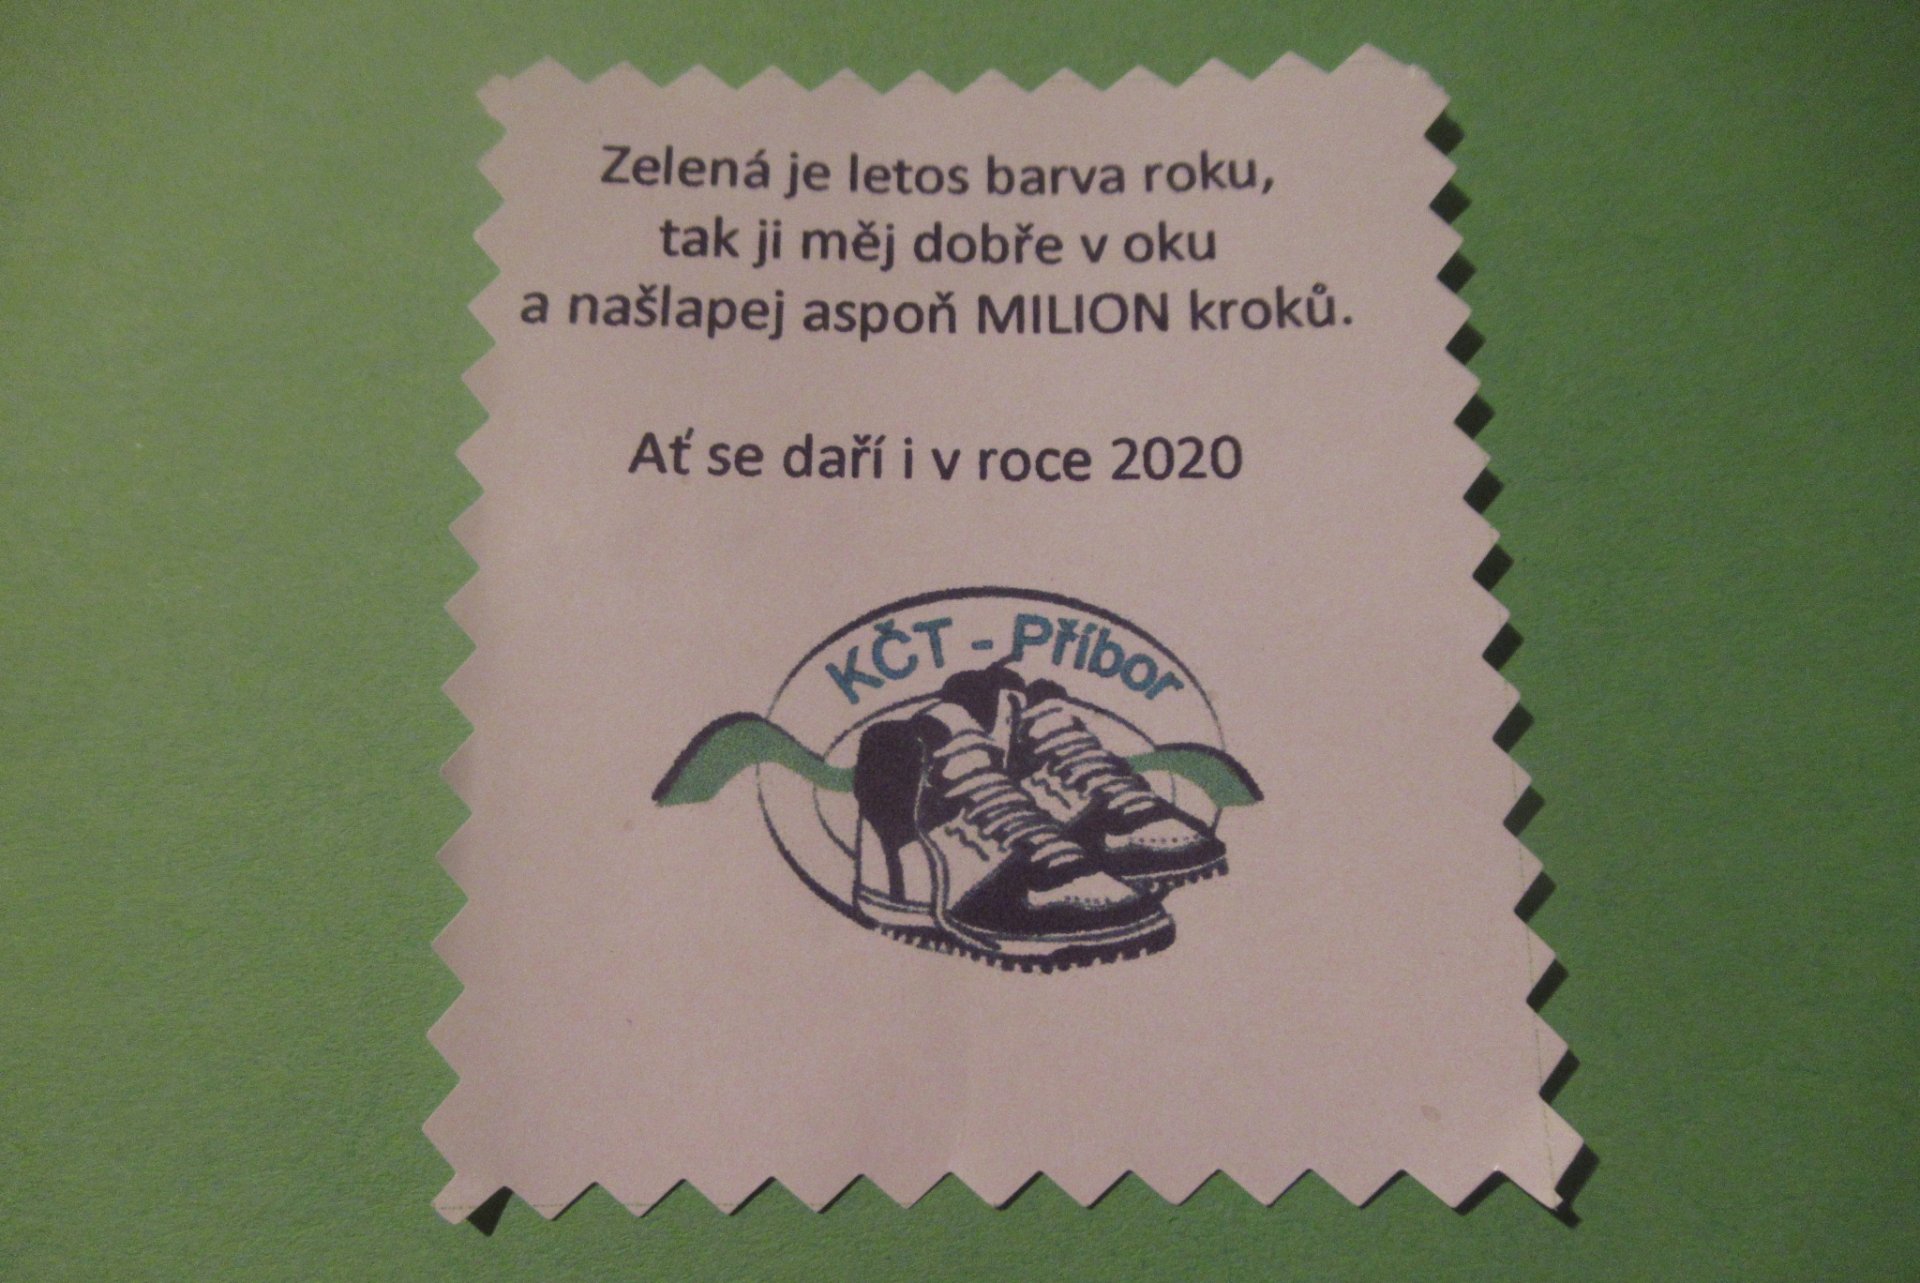 Zelená je letos barva roku,
tak ji měj dobře v oku
a našlapej aspoň MILION kroků.
Ať se daří i v roce 2020
KČT - Příbor